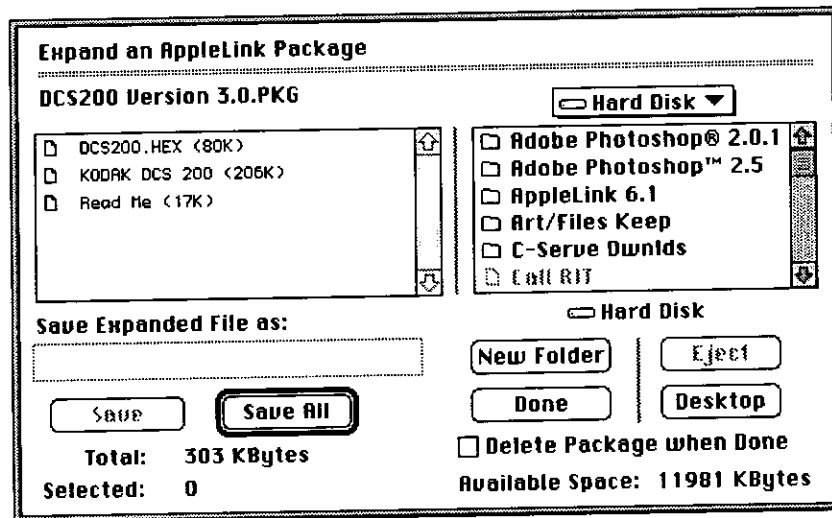 Expand an AppleLink Package
DCS200 Version 3.0.PKG
DCS200.HEX (80K)
KODAK DCS 200 (206K)
Read Me (17K)
Save Expanded File as:
Save
Save All
Total: 303 KBytes
Selected: 0
Hard Disk
Adobe Photoshop® 2.0.1
Adobe Photoshop™ 2.5
AppleLink 6.1
Art/Files Keep
C-Serve Dwnlds
Call RIT
Hard Disk
New Folder
Eject
Done
Desktop
Delete Package when Done
Available Space: 11981 KBytes